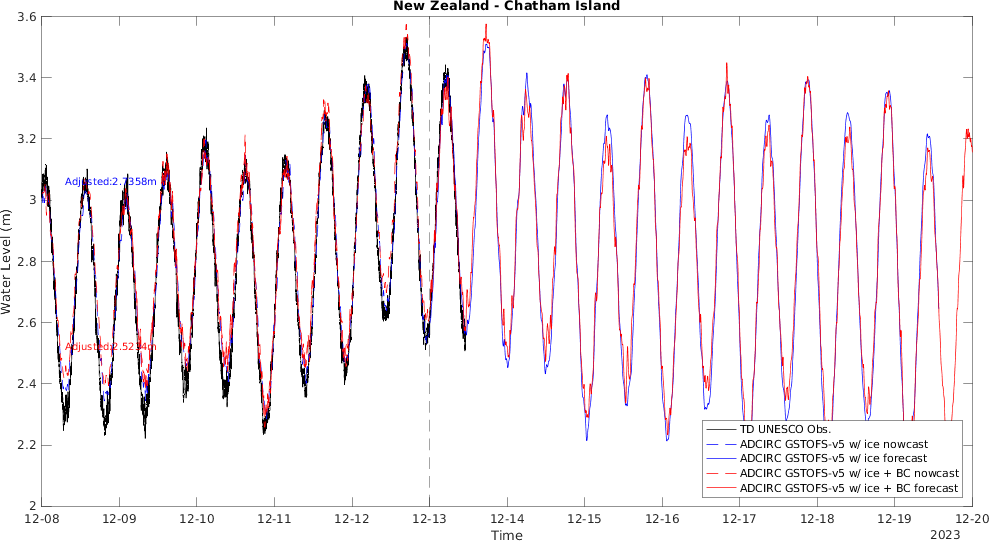 New Zealand - Chatham Island
3.6
3.4
3.2
3
2.8
2.6
2.4
2.2
2
Water Level (m)
Adjusted:2.7358m
Adjusted:2.5234m
TD UNESCO Obs.
ADCIRC GSTOFS-v5 w/ ice nowcast
ADCIRC GSTOFS-v5 w/ ice forecast
ADCIRC GSTOFS-v5 w/ ice + BC nowcast
ADCIRC GSTOFS-v5 w/ ice + BC forecast
12-08 12-09 12-10 12-11 12-12 12-13 12-14 12-15 12-16 12-17 12-18 12-19 12-20
Time
2023